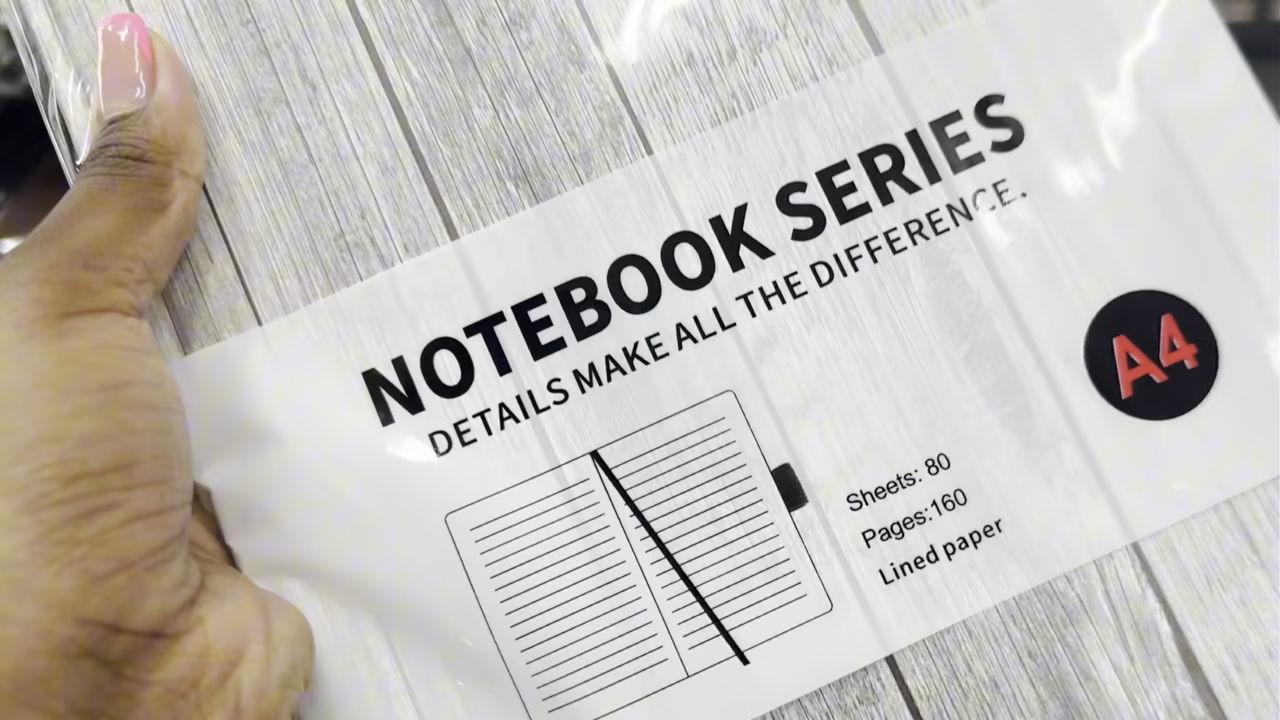 NOTEBOOK SERIES
DETAILS MAKE ALL THE DIFFERENCE.
A4
Sheets: 80
Pages:160
Lined paper